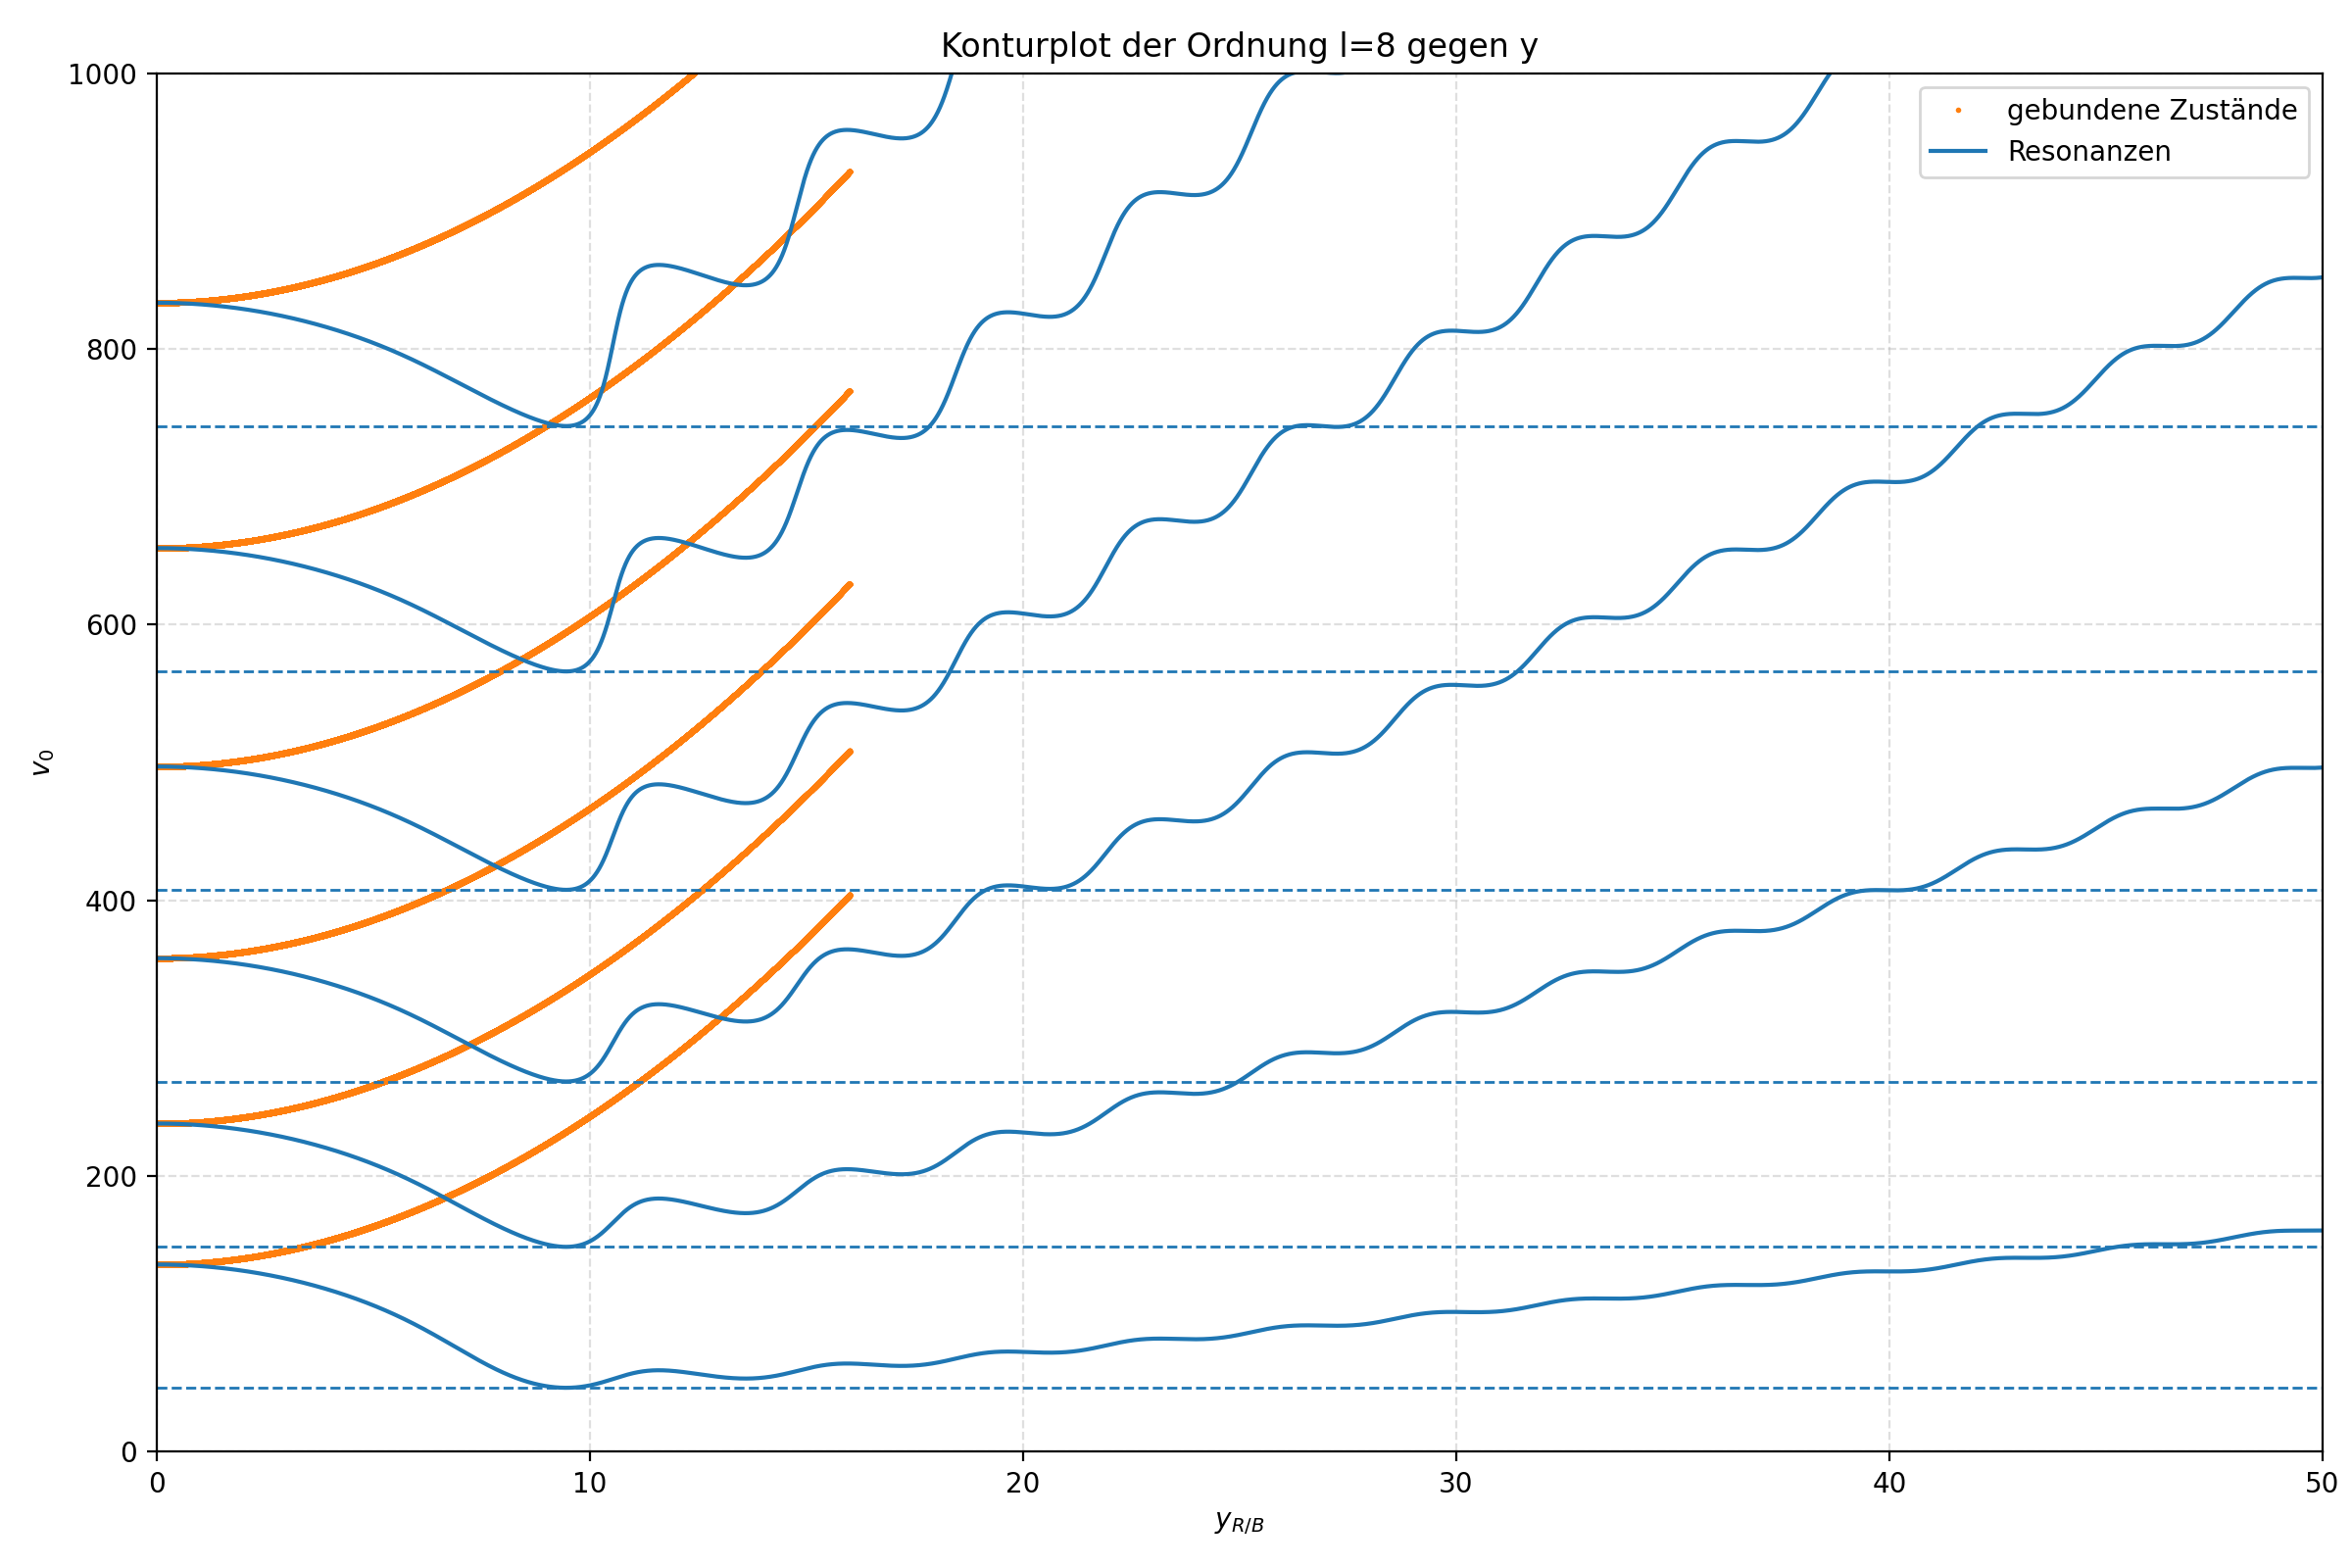 Konturplot der Ordnung l=8 gegen y
1000
800
600
400
200
0
v₀
gebundene Zustände
Resonanzen
0 10 20 30 40 50
y_{R/B}